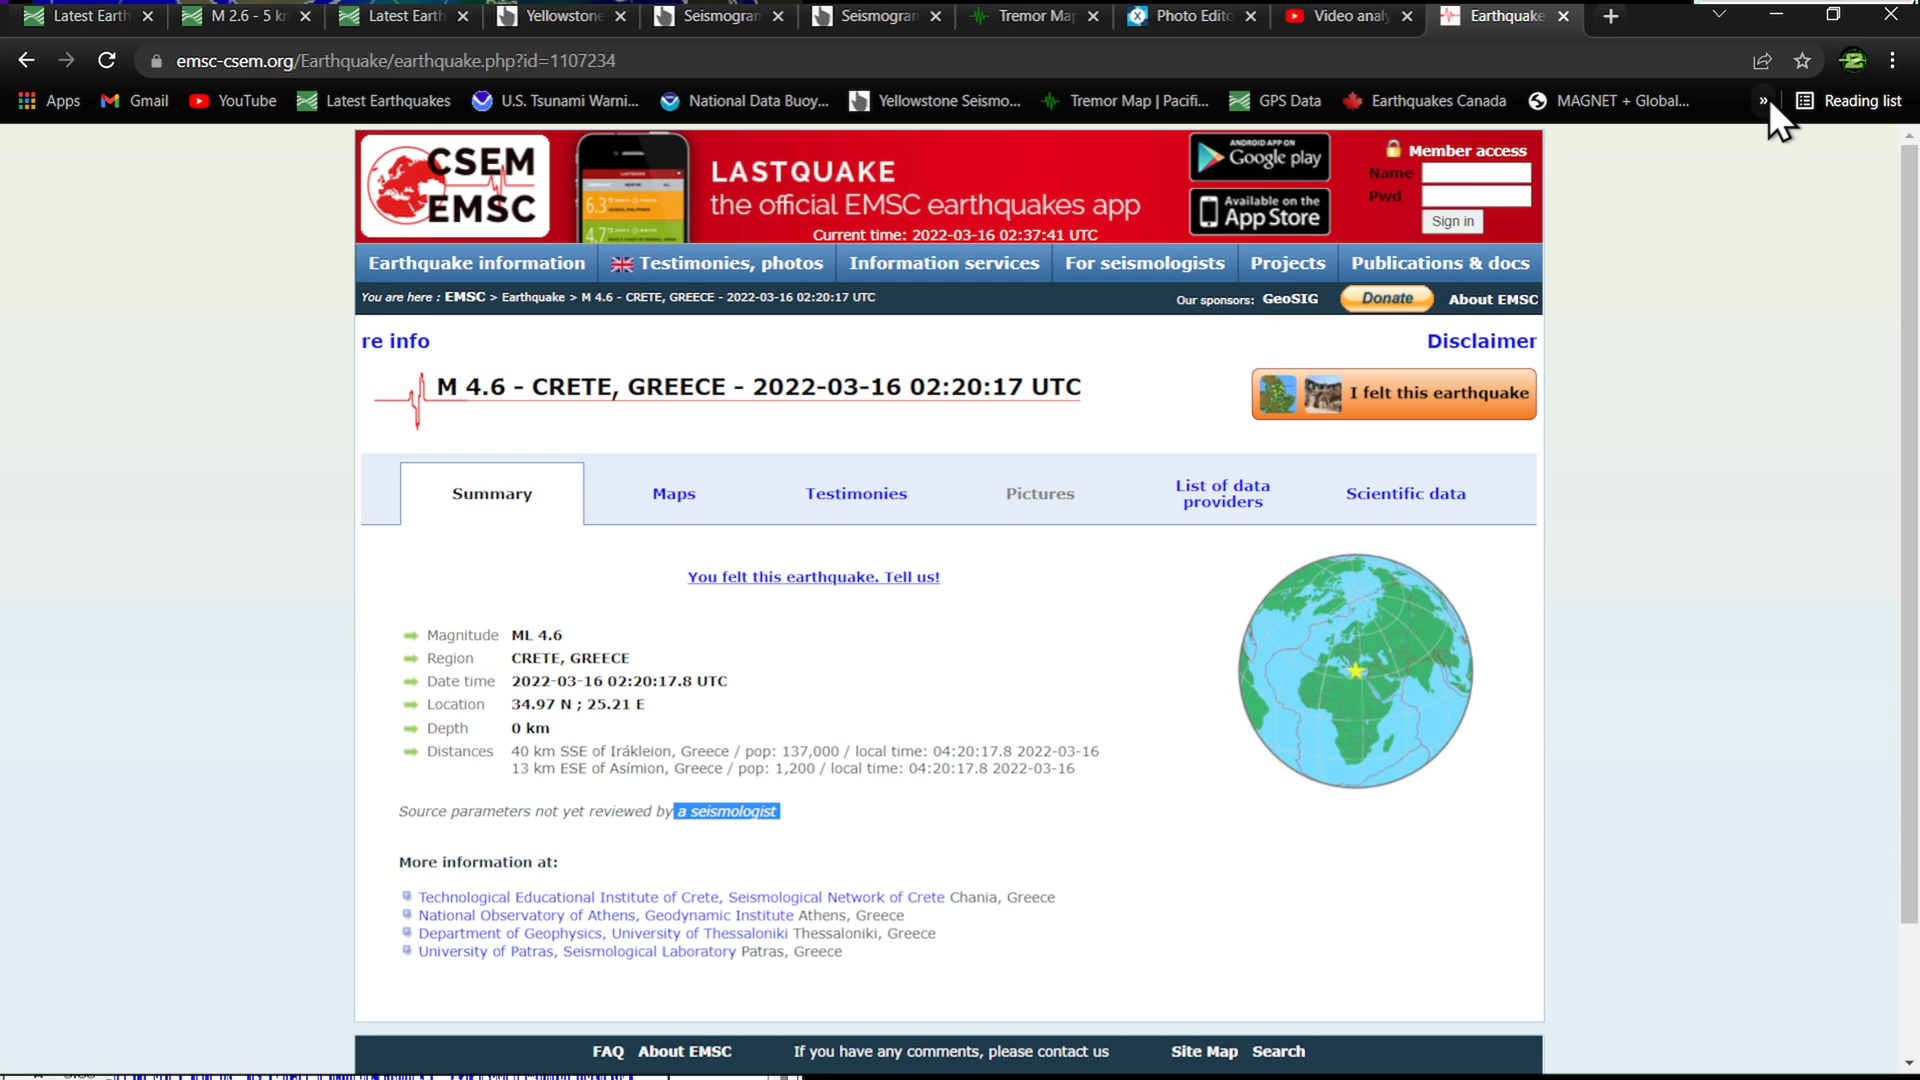 Latest Earth
M 2.6 - 5 k
Latest Earth
Yellowstone
Seismogram
Seismogram
Tremor Ma
Photo Edito
Video analy
Earthquake
emsc-csem.org/Earthquake/earthquake.php?id=1107234
Apps
Gmail
YouTube
Latest Earthquakes
U.S. Tsunami Warni...
National Data Buoy...
Yellowstone Seismo...
Tremor Map | Pacifi...
GPS Data
Earthquakes Canada
MAGNET + Global...
»
Reading list
CSEM
EMSC
LASTQUAKE
6.3
4.7
LASTQUAKE
the official EMSC earthquakes app
Current time: 2022-03-16 02:37:41 UTC
ANDROID APP ON
Google play
Available on the
App Store
Member access
Name
Pwd
Sign in
Earthquake information
Testimonies, photos
Information services
For seismologists
Projects
Publications & docs
You are here : EMSC > Earthquake > M 4.6 - CRETE, GREECE - 2022-03-16 02:20:17 UTC
Our sponsors: GeoSIG
Donate
About EMSC
re info
Disclaimer
M 4.6 - CRETE, GREECE - 2022-03-16 02:20:17 UTC
I felt this earthquake
Summary
Maps
Testimonies
Pictures
List of data
providers
Scientific data
You felt this earthquake. Tell us!
Magnitude ML 4.6
Region CRETE, GREECE
Date time 2022-03-16 02:20:17.8 UTC
Location 34.97 N ; 25.21 E
Depth 0 km
Distances 40 km SSE of Irákleion, Greece / pop: 137,000 / local time: 04:20:17.8 2022-03-16
13 km ESE of Asímion, Greece / pop: 1,200 / local time: 04:20:17.8 2022-03-16
Source parameters not yet reviewed by a seismologist
More information at:
Technological Educational Institute of Crete, Seismological Network of Crete Chania, Greece
National Observatory of Athens, Geodynamic Institute Athens, Greece
Department of Geophysics, University of Thessaloniki Thessaloniki, Greece
University of Patras, Seismological Laboratory Patras, Greece
FAQ
About EMSC
If you have any comments, please contact us
Site Map
Search